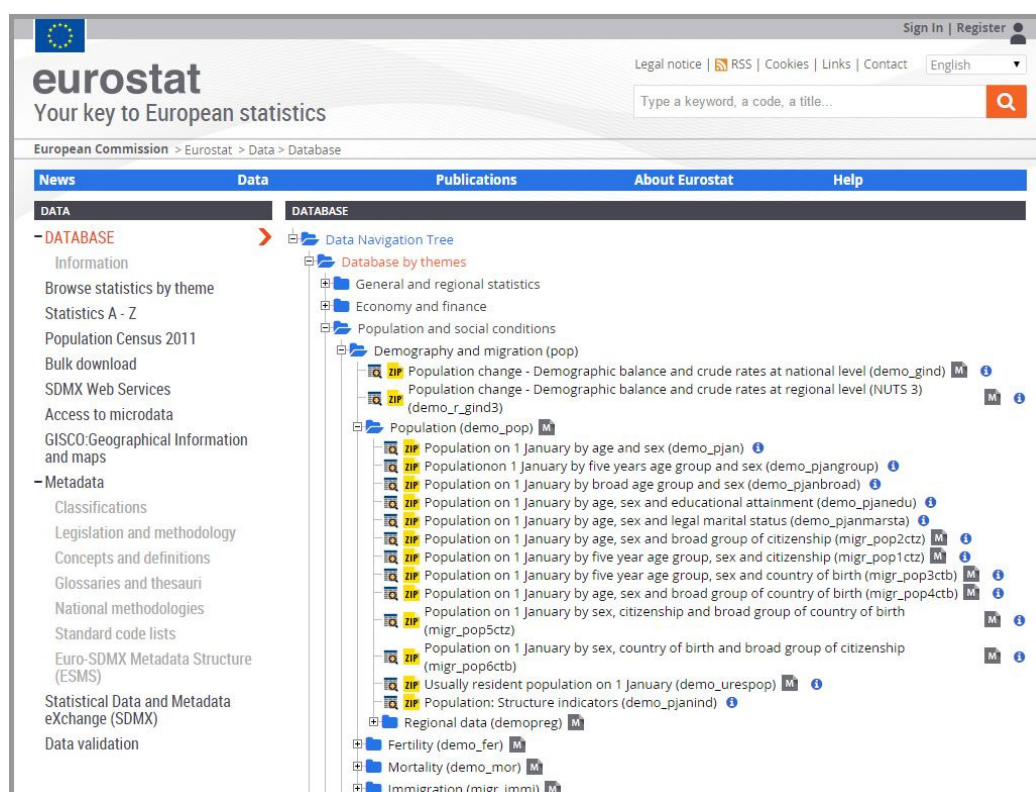 Sign In | Register
eurostat
Your key to European statistics
Legal notice | RSS | Cookies | Links | Contact
English
Type a keyword, a code, a title...
European Commission > Eurostat > Data > Database
News Data Publications About Eurostat Help
DATA
DATABASE
Information
Browse statistics by theme
Statistics A - Z
Population Census 2011
Bulk download
SDMX Web Services
Access to microdata
GISCO:Geographical Information
and maps
Metadata
Classifications
Legislation and methodology
Concepts and definitions
Glossaries and thesauri
National methodologies
Standard code lists
Euro-SDMX Metadata Structure
(ESMS)
Statistical Data and Metadata
eXchange (SDMX)
Data validation
DATABASE
Data Navigation Tree
Database by themes
General and regional statistics
Economy and finance
Population and social conditions
Demography and migration (pop)
ZIP Population change - Demographic balance and crude rates at national level (demo_gind) M i
ZIP Population change - Demographic balance and crude rates at regional level (NUTS 3)
(demo_r_gind3) M i
Population (demo_pop) M
ZIP Population on 1 January by age and sex (demo_pjan) i
ZIP Populationon 1 January by five years age group and sex (demo_pjangroup) i
ZIP Population on 1 January by broad age group and sex (demo_pjanbroad) i
ZIP Population on 1 January by age, sex and educational attainment (demo_pjanedu) i
ZIP Population on 1 January by age, sex and legal marital status (demo_pjanmarsta) i
ZIP Population on 1 January by age, sex and broad group of citizenship (migr_pop2ctz) M i
ZIP Population on 1 January by five year age group, sex and citizenship (migr_pop1ctz) M i
ZIP Population on 1 January by five year age group, sex and country of birth (migr_pop3ctb) M i
ZIP Population on 1 January by age, sex and broad group of country of birth (migr_pop4ctb) M i
ZIP Population on 1 January by sex, citizenship and broad group of country of birth
(migr_pop5ctz) M i
ZIP Population on 1 January by sex, country of birth and broad group of citizenship
(migr_pop6ctb) M i
ZIP Usually resident population on 1 January (demo_urespop) M i
ZIP Population: Structure indicators (demo_pjanind) i
Regional data (demopreg) M
Fertility (demo_fer) M
Mortality (demo_mor) M
Immigration (migr_immi) M